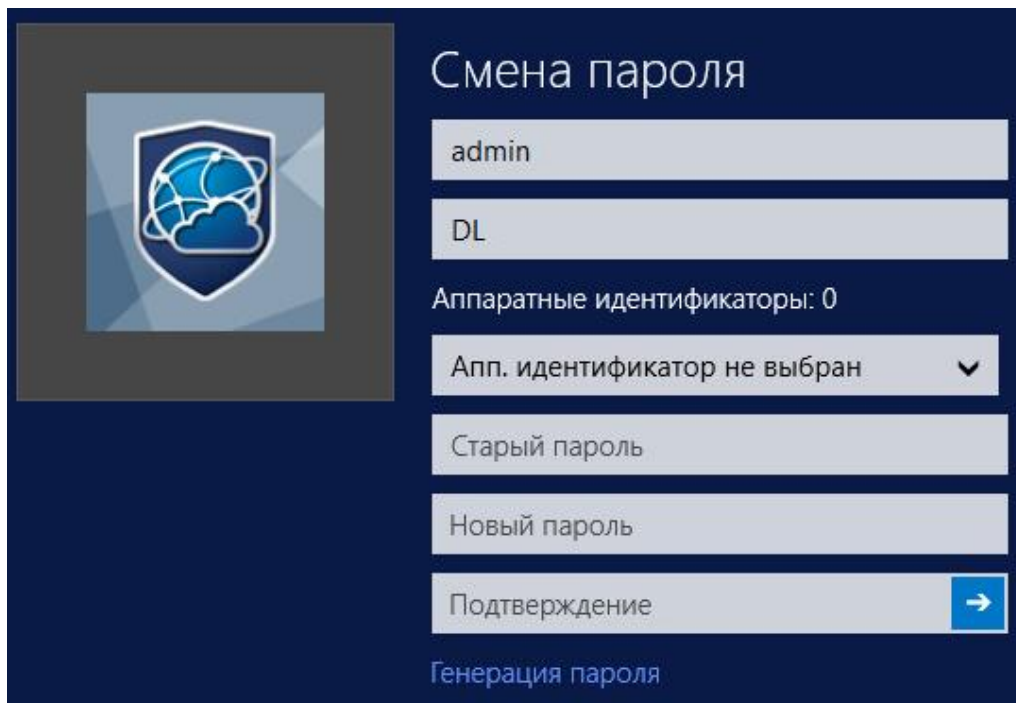 Смена пароля
admin
DL
Аппаратные идентификаторы: 0
Апп. идентификатор не выбран
Старый пароль
Новый пароль
Подтверждение
Генерация пароля